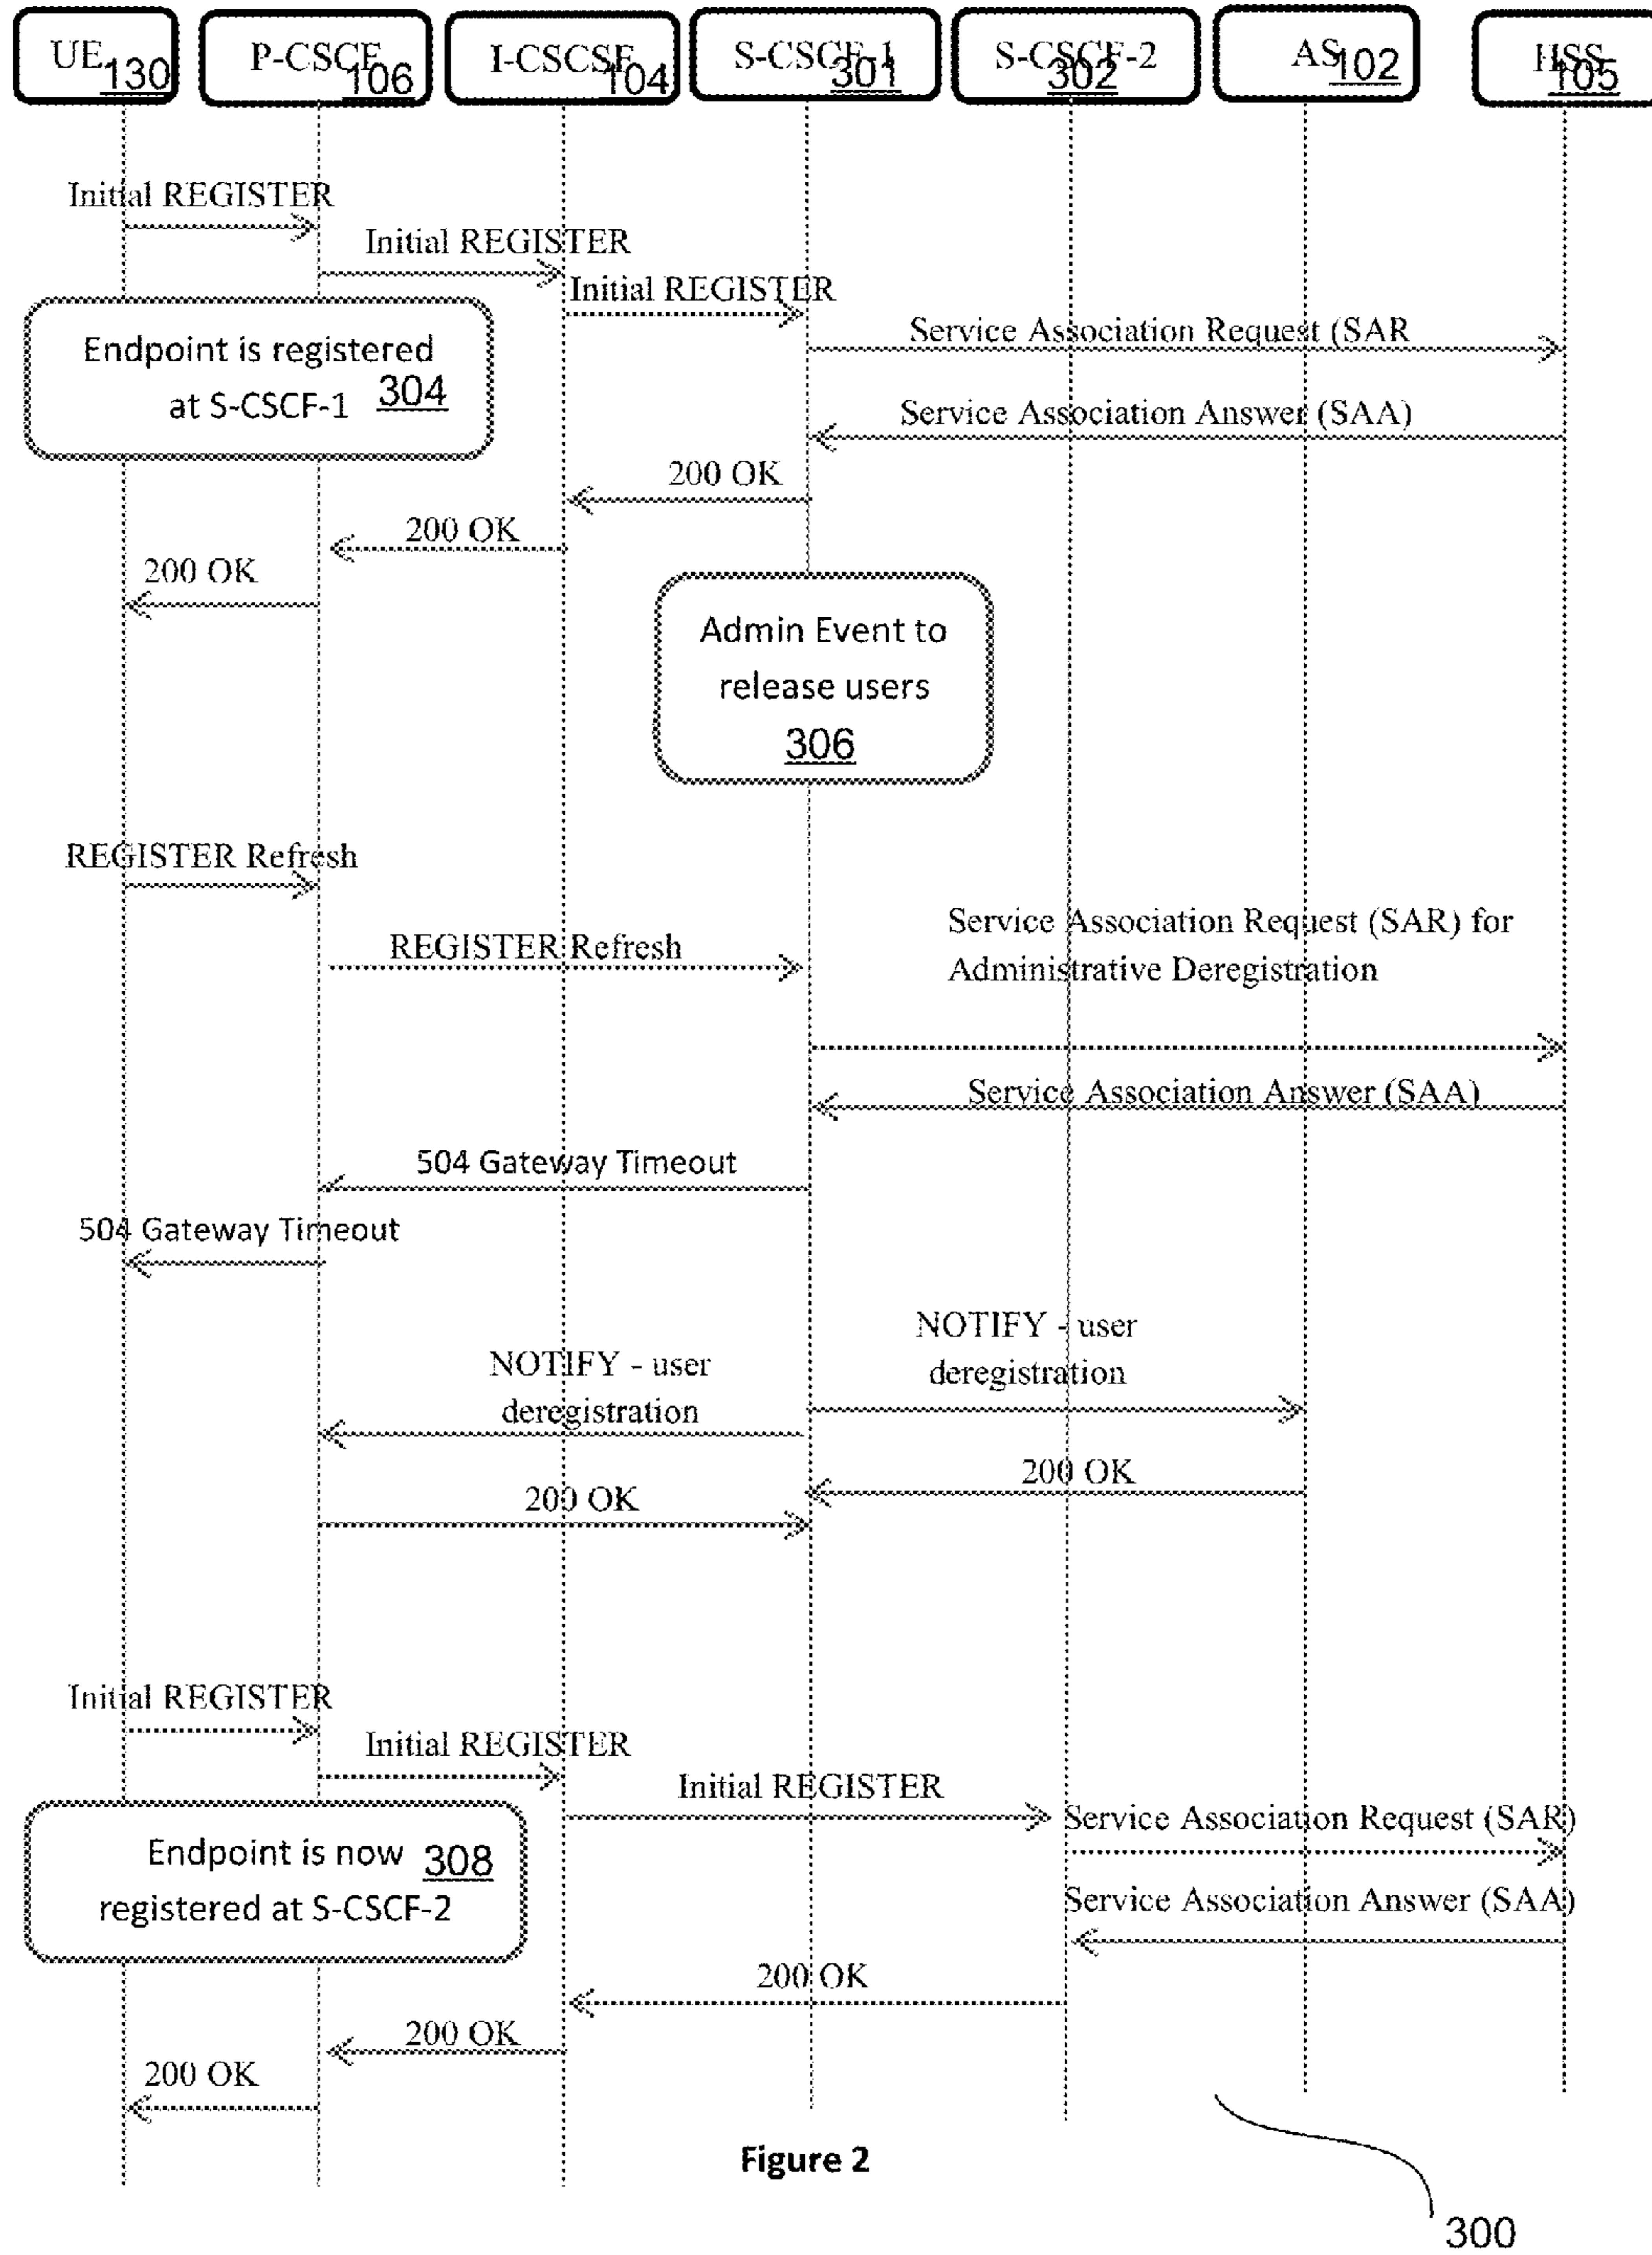 UE 130
P-CSCF 106
I-CSCSF 104
S-CSCF-1 301
S-CSCF-2 302
AS 102
HSS 105
Initial REGISTER
Initial REGISTER
Initial REGISTER
Endpoint is registered
at S-CSCF-1 304
Service Association Request (SAR
Service Association Answer (SAA)
200 OK
200 OK
200 OK
Admin Event to
release users
306
REGISTER Refresh
REGISTER Refresh
Service Association Request (SAR) for
Administrative Deregistration
Service Association Answer (SAA)
504 Gateway Timeout
504 Gateway Timeout
NOTIFY - user
deregistration
NOTIFY - user
deregistration
200 OK
200 OK
Initial REGISTER
Initial REGISTER
Initial REGISTER
Service Association Request (SAR)
Endpoint is now 308
registered at S-CSCF-2
Service Association Answer (SAA)
200 OK
200 OK
200 OK
Figure 2
300